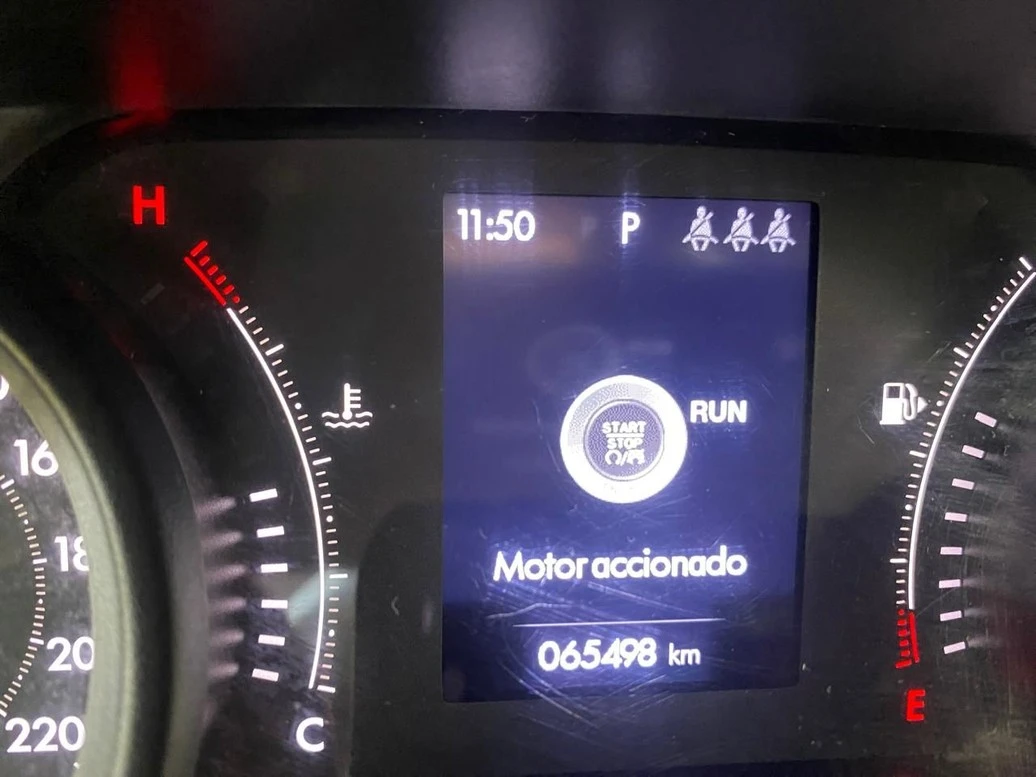 H
11:50 P
RUN
START
STOP
16
18
Motor accionado
20
065498 km
220
C
E